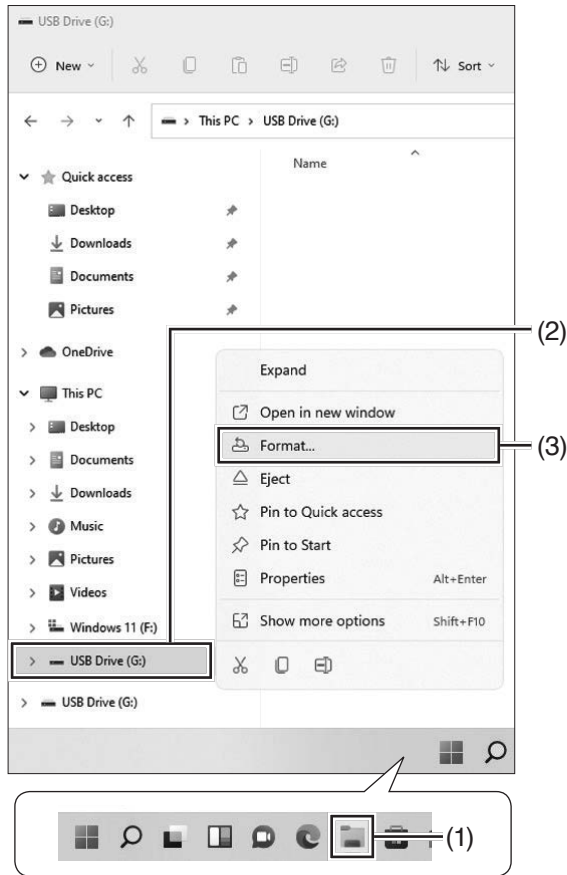 USB Drive (G:)
New Sort
This PC > USB Drive (G:)
Name
Quick access
Desktop
Downloads
Documents
Pictures
(2)
OneDrive
Expand
This PC
Open in new window
Desktop
Format...
(3)
Documents
Eject
Downloads
Pin to Quick access
Music
Pin to Start
Pictures
Properties Alt+Enter
Videos
Windows 11 (F:)
Show more options Shift+F10
USB Drive (G:)
USB Drive (G:)
(1)